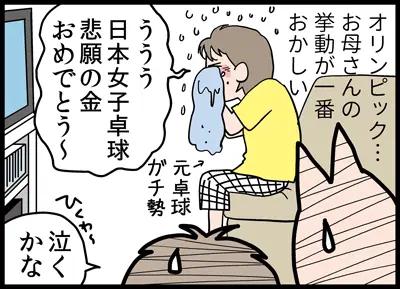 オリンピック…
お母さんの
挙動が一番
おかしい
ううう
日本女子卓球
悲願の金
おめでとう〜
元卓球
ガチ勢
ひくわ〜
泣く
かな